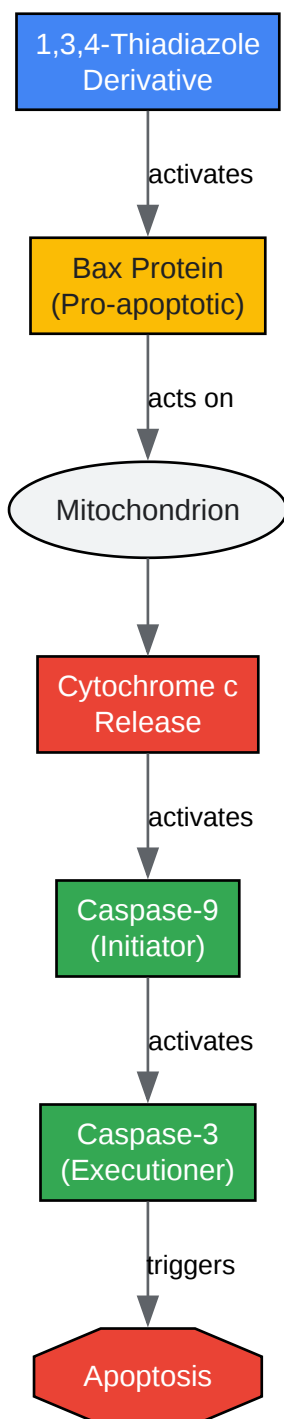 1,3,4-Thiadiazole
Derivative
activates
Bax Protein
(Pro-apoptotic)
acts on
Mitochondrion
Cytochrome c
Release
activates
Caspase-9
(Initiator)
activates
Caspase-3
(Executioner)
triggers
Apoptosis